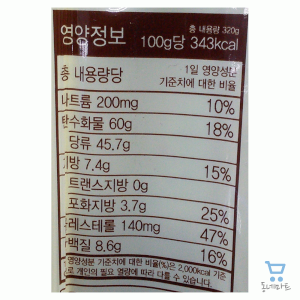 총 내용량 320g
영양정보 100g당 343kcal
총 내용량당 1일 영양성분
기준치에 대한 비율
나트륨 200mg 10%
탄수화물 60g 18%
당류 45.7g
지방 7.4g 15%
트랜스지방 0g
포화지방 3.7g 25%
레스테롤 140mg 47%
백질 8.6g 16%
영양성분 기준치에 대한 비율(%)은 2,000kcal 기준
로 개인의 필요 열량에 따라 다를 수 있습니다.
동네마트